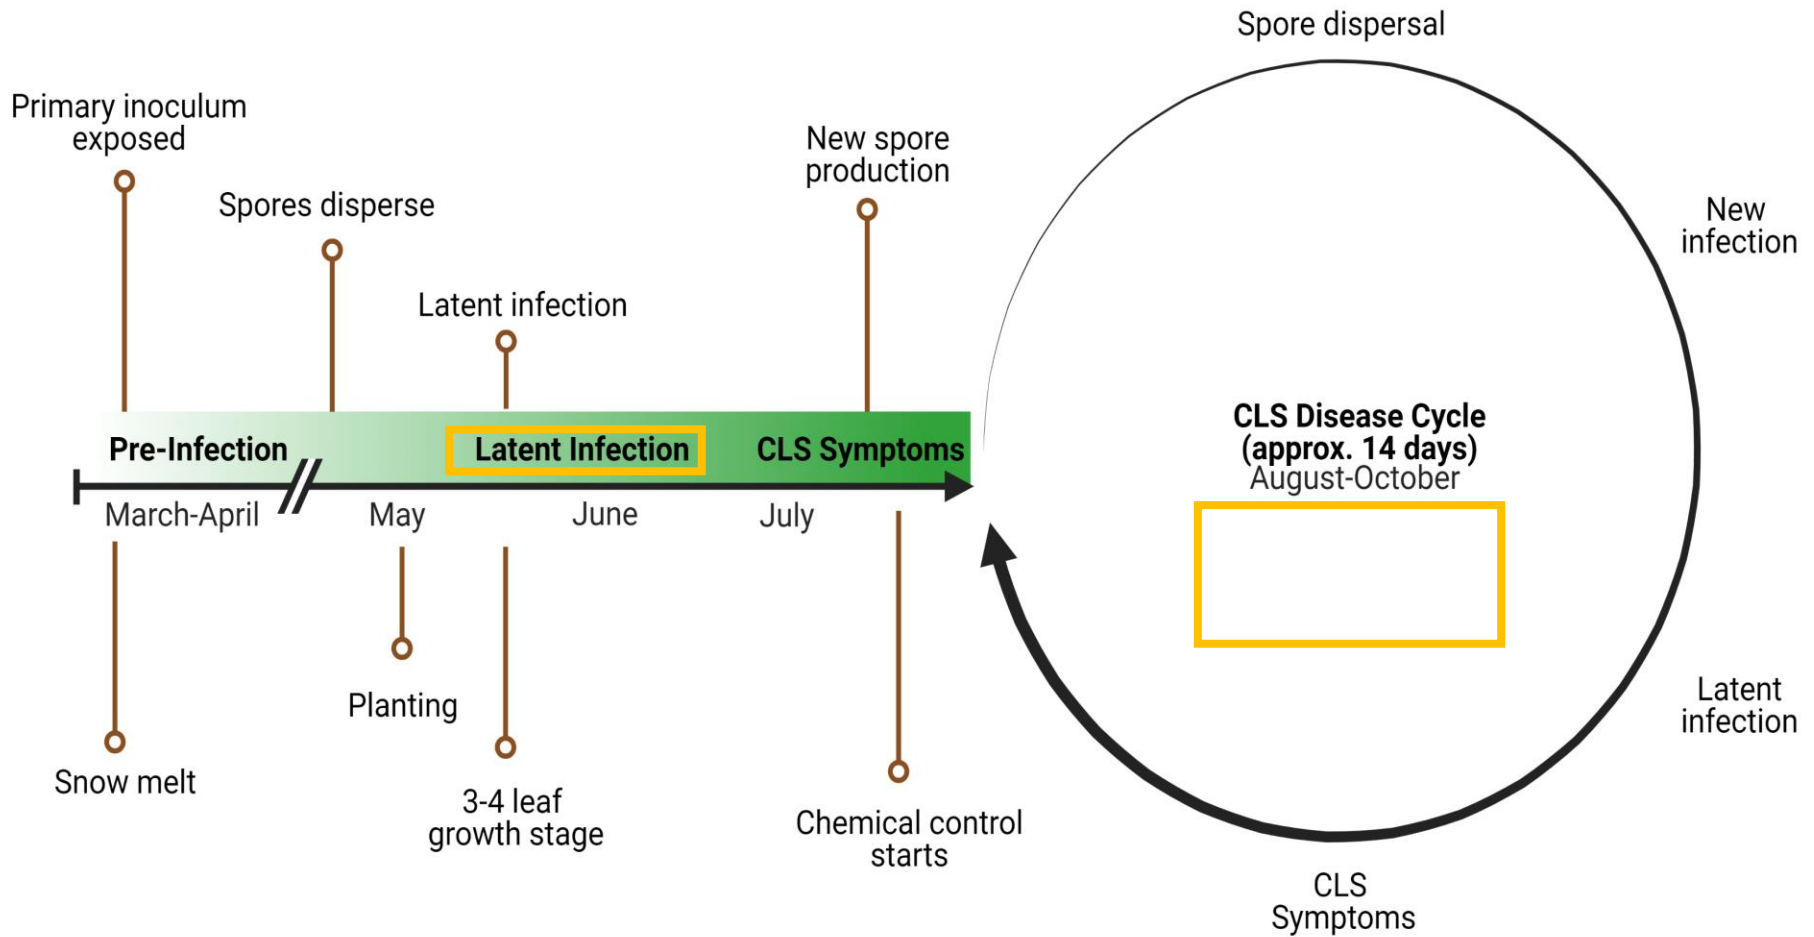 Spore dispersal
Primary inoculum
exposed
New spore
production
Spores disperse
New
infection
Latent infection
Pre-Infection
Latent Infection
CLS Symptoms
March-April
May
June
July
CLS Disease Cycle
(approx. 14 days)
August-October
Planting
Snow melt
3-4 leaf
growth stage
Chemical control
starts
Latent
infection
CLS
Symptoms